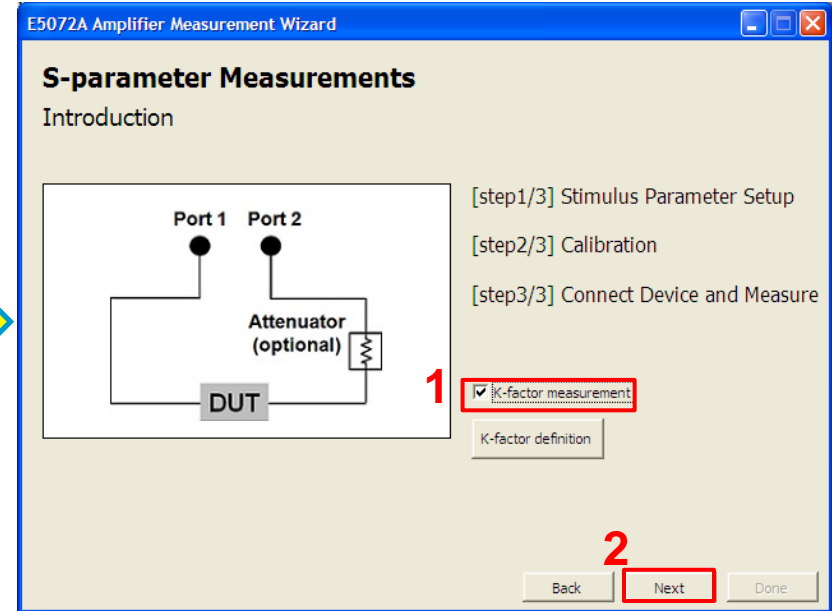 E5072A Amplifier Measurement Wizard
S-parameter Measurements
Introduction
Port 1 Port 2
Attenuator
(optional)
DUT
[step1/3] Stimulus Parameter Setup
[step2/3] Calibration
[step3/3] Connect Device and Measure
1
K-factor measurement
K-factor definition
2
Back Next Done